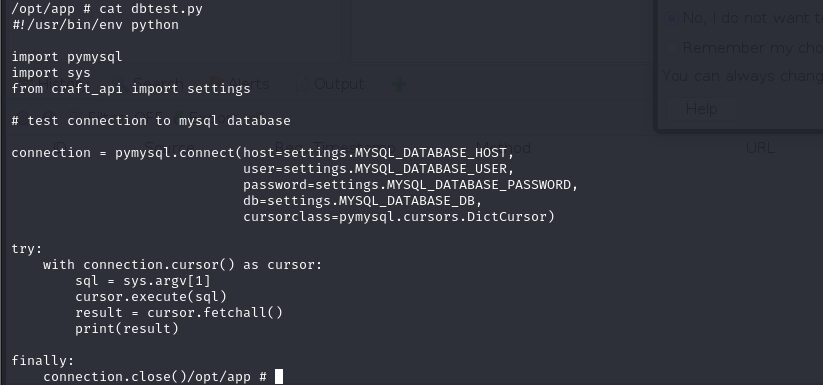 /opt/app # cat dbtest.py
#!/usr/bin/env python

import pymysql
import sys
from craft_api import settings

# test connection to mysql database

connection = pymysql.connect(host=settings.MYSQL_DATABASE_HOST,
                             user=settings.MYSQL_DATABASE_USER,
                             password=settings.MYSQL_DATABASE_PASSWORD,
                             db=settings.MYSQL_DATABASE_DB,
                             cursorclass=pymysql.cursors.DictCursor)

try:
    with connection.cursor() as cursor:
        sql = sys.argv[1]
        cursor.execute(sql)
        result = cursor.fetchall()
        print(result)

finally:
    connection.close()/opt/app #
No, I do not want t
Remember my cho
You can always chang
Help
Search
Alerts
Output
Method
URL